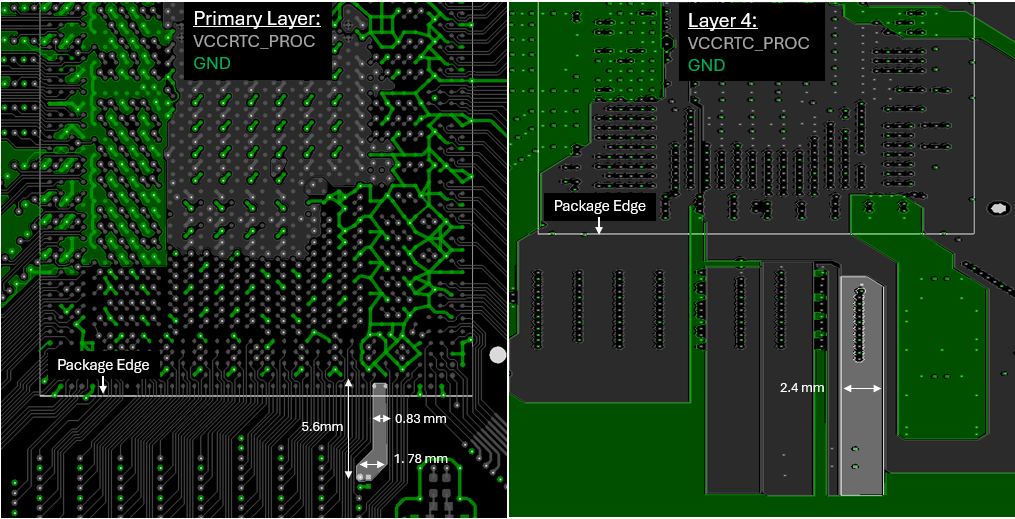 Primary Layer:
VCCRTC_PROC
GND
Package Edge
5.6mm
0.83 mm
1.78 mm
Layer 4:
VCCRTC_PROC
GND
Package Edge
2.4 mm